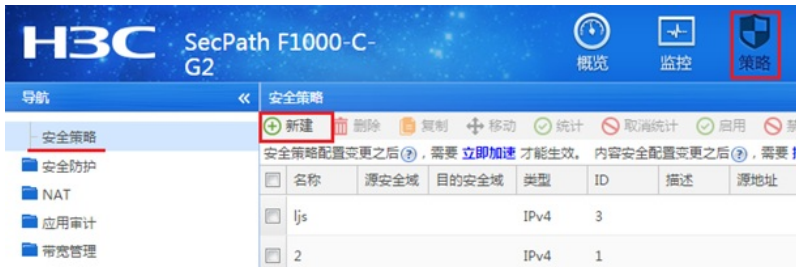 H3C SecPath F1000-C-G2
概览 监控 策略
导航 « 安全策略
安全策略
新建 删除 复制 移动 统计 取消统计 启用
安全策略配置变更之后?，需要 立即加速 才能生效。 内容安全配置变更之后?，需要
安全防护
名称 源安全域 目的安全域 类型 ID 描述 源地址
NAT
ljs IPv4 3
应用审计
带宽管理
2 IPv4 1